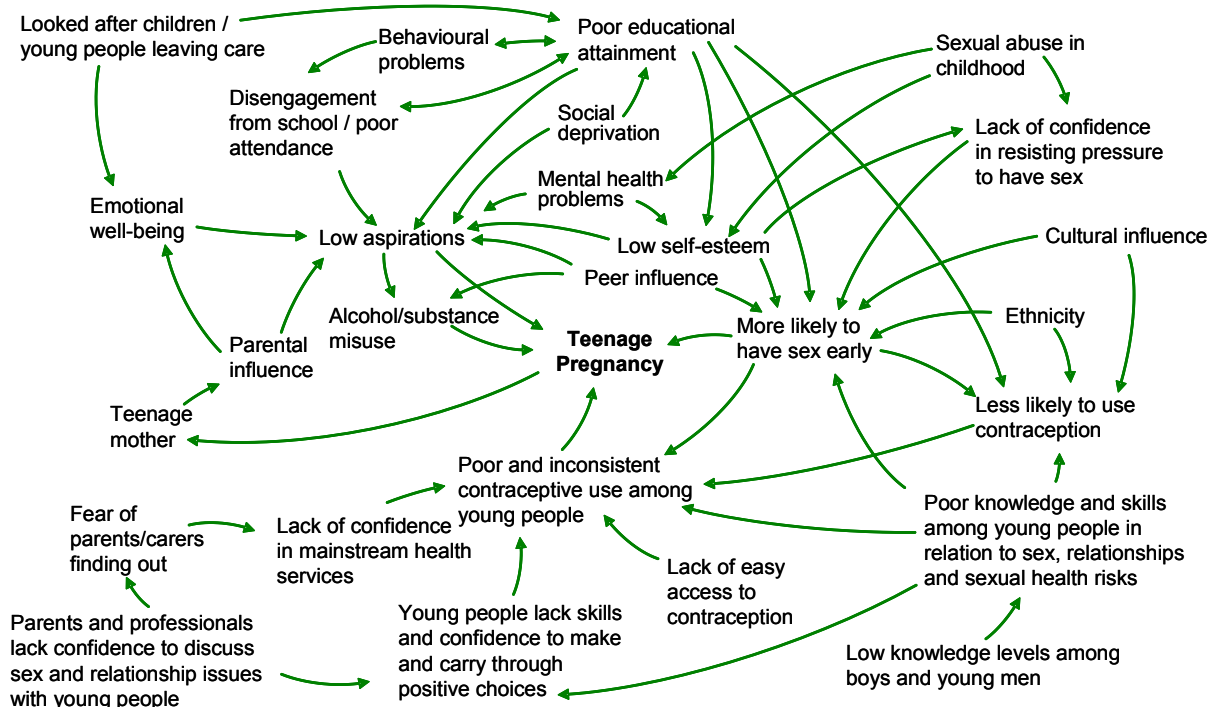 Looked after children /
young people leaving care
Behavioural
problems
Poor educational
attainment
Sexual abuse in
childhood
Disengagement
from school / poor
attendance
Social
deprivation
Lack of confidence
in resisting pressure
to have sex
Mental health
problems
Emotional
well-being
Low aspirations
Low self-esteem
Cultural influence
Peer influence
Alcohol/substance
misuse
Ethnicity
Teenage
Pregnancy
More likely to
have sex early
Parental
influence
Teenage
mother
Less likely to use
contraception
Poor and inconsistent
contraceptive use among
young people
Fear of
parents/carers
finding out
Lack of confidence
in mainstream health
services
Poor knowledge and skills
among young people in
relation to sex, relationships
and sexual health risks
Lack of easy
access to
contraception
Parents and professionals
lack confidence to discuss
sex and relationship issues
with young people
Young people lack skills
and confidence to make
and carry through
positive choices
Low knowledge levels among
boys and young men